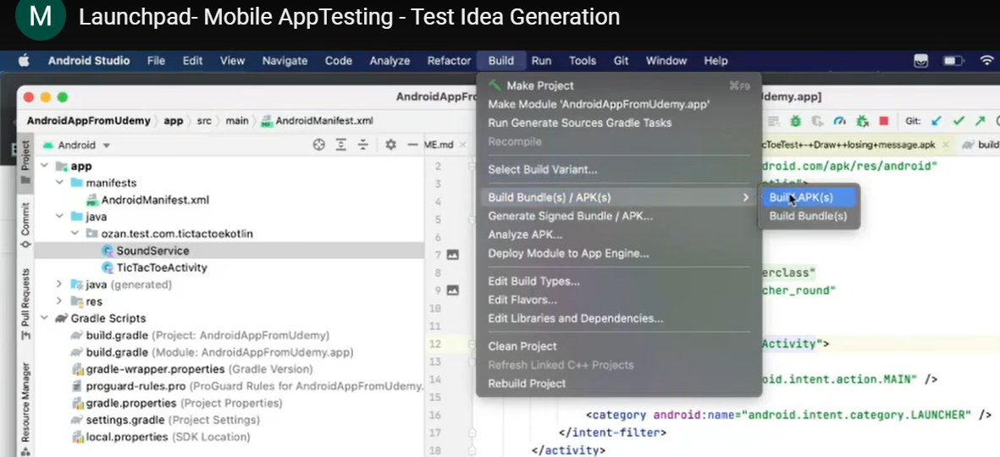 M
Launchpad- Mobile AppTesting - Test Idea Generation
Android Studio File Edit View Navigate Code Analyze Refactor Build Run Tools Git Window Help
AndroidAppFro
demy.app]
AndroidAppFromUdemy app src main AndroidManifest.xml
Git:
Android
ME.md
cToeTest+-+Draw++losing+message.apk
build
Project
Commit
Pull Requests
Resource Manager
app
manifests
AndroidManifest.xml
java
ozan.test.com.tictactoekotlin
SoundService
TicTacToeActivity
java (generated)
res
Gradle Scripts
build.gradle (Project: AndroidAppFromUdemy)
build.gradle (Module: AndroidAppFromUdemy.app)
gradle-wrapper.properties (Gradle Version)
proguard-rules.pro (ProGuard Rules for AndroidAppFromUdemy.
gradle.properties (Project Properties)
settings.gradle (Project Settings)
local.properties (SDK Location)
Make Project ⌘F9
Make Module 'AndroidAppFromUdemy.app'
Run Generate Sources Gradle Tasks
Recompile
Select Build Variant...
Build Bundle(s) / APK(s)
Generate Signed Bundle / APK...
Analyze APK...
Deploy Module to App Engine...
Edit Build Types...
Edit Flavors...
Edit Libraries and Dependencies...
Clean Project
Refresh Linked C++ Projects
Rebuild Project
Build APK(s)
Build Bundle(s)
2
droid.com/apk/res/android"
3
4
5
6
7
8
erclass"
9
cher_round"
10
11
12
Activity">
13
14
oid.intent.action.MAIN" />
15
16
<category android:name="android.intent.category.LAUNCHER" />
17
</intent-filter>
18
</activity>